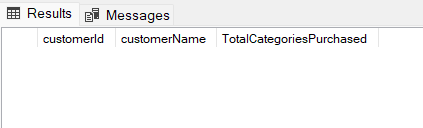 Results Messages
customerId customerName TotalCategoriesPurchased